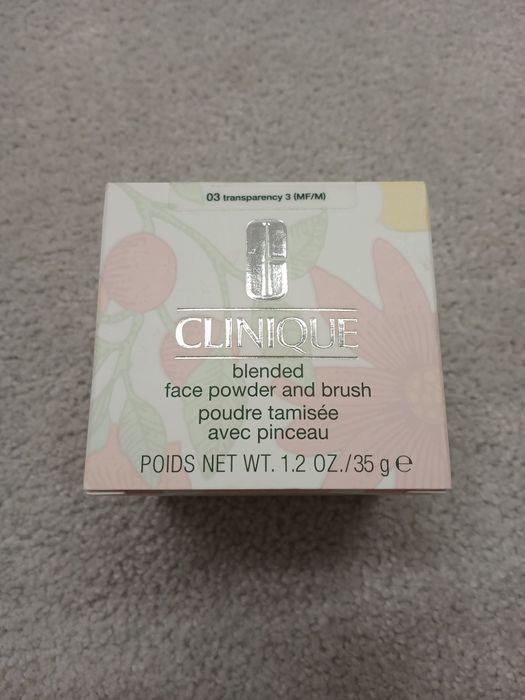 03 transparency 3 (MF/M)
CLINIQUE
blended
face powder and brush
poudre tamisée
avec pinceau
POIDS NET WT. 1.2 OZ./35 g ℮